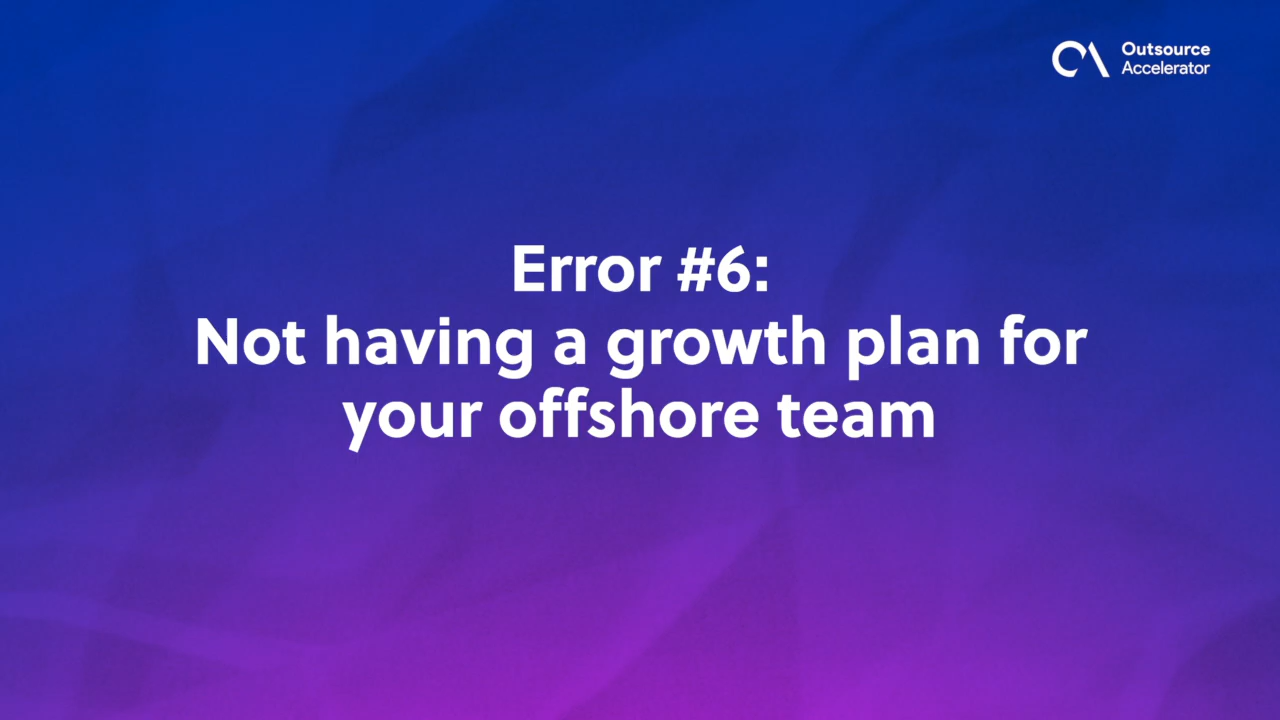 Outsource
Accelerator
Error #6:
Not having a growth plan for
your offshore team